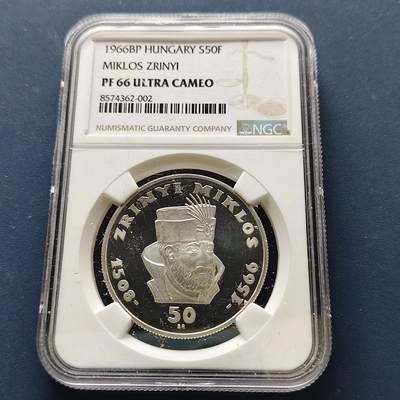 1966BP HUNGARY S50F
MIKLOS ZRINYI
PF 66 ULTRA CAMEO
8574362-002
NUMISMATIC GUARANTY COMPANY
NGC
ZRINYI MIKLÓS
1508-
-1566
50